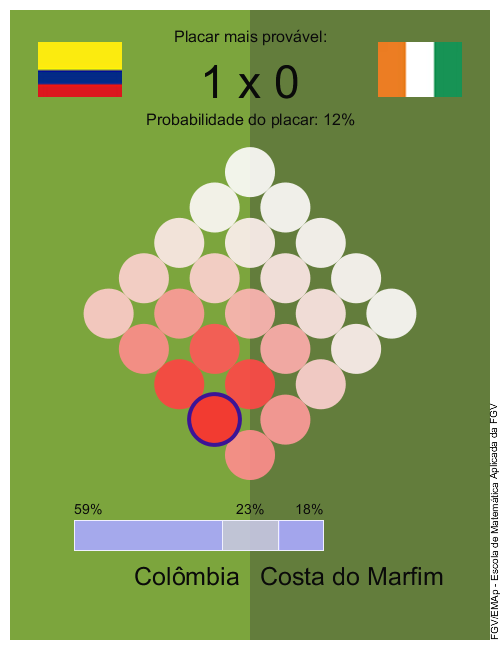 Placar mais provável:
1 x 0
Probabilidade do placar: 12%
59% 23% 18%
Colômbia Costa do Marfim
FGV/EMAp - Escola de Matemática Aplicada da FGV